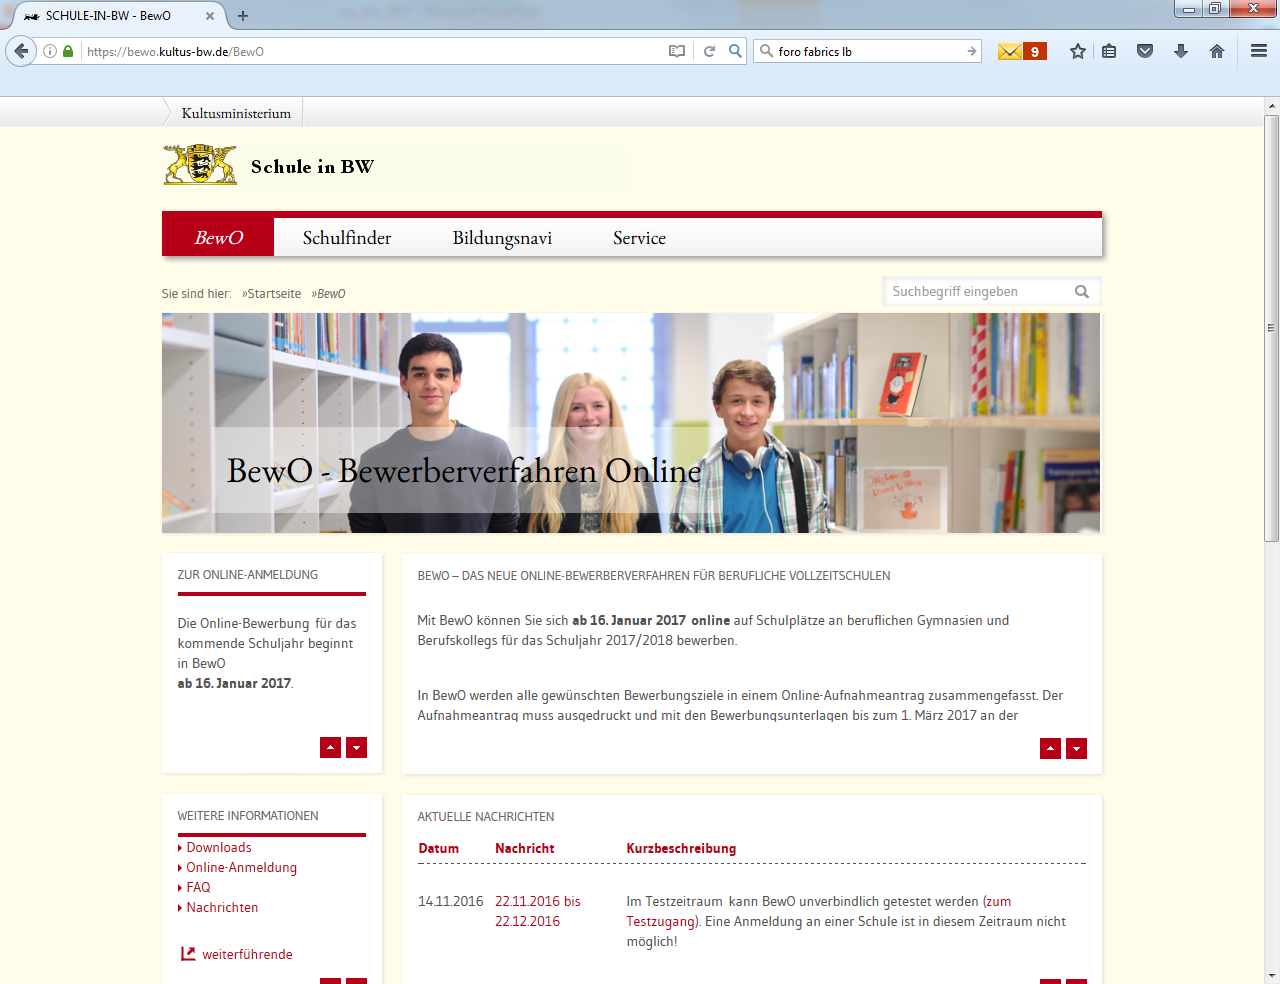 SCHULE-IN-BW - BewO
https://bewo.kultus-bw.de/BewO
foro fabrics lb
9
Kultusministerium
Schule in BW
BewO
Schulfinder
Bildungsnavi
Service
Sie sind hier: »Startseite »BewO
Suchbegriff eingeben
BewO - Bewerberverfahren Online
ZUR ONLINE-ANMELDUNG
Die Online-Bewerbung für das
kommende Schuljahr beginnt
in BewO
ab 16. Januar 2017.
BEWO – DAS NEUE ONLINE-BEWERBERVERFAHREN FÜR BERUFLICHE VOLLZEITSCHULEN
Mit BewO können Sie sich ab 16. Januar 2017 online auf Schulplätze an beruflichen Gymnasien und
Berufskollegs für das Schuljahr 2017/2018 bewerben.
In BewO werden alle gewünschten Bewerbungsziele in einem Online-Aufnahmeantrag zusammengefasst. Der
Aufnahmeantrag muss ausgedruckt und mit den Bewerbungsunterlagen bis zum 1. März 2017 an der
WEITERE INFORMATIONEN
Downloads
Online-Anmeldung
FAQ
Nachrichten
weiterführende
AKTUELLE NACHRICHTEN
Datum Nachricht Kurzbeschreibung
14.11.2016 22.11.2016 bis Im Testzeitraum kann BewO unverbindlich getestet werden (zum
22.12.2016 Testzugang). Eine Anmeldung an einer Schule ist in diesem Zeitraum nicht
möglich!